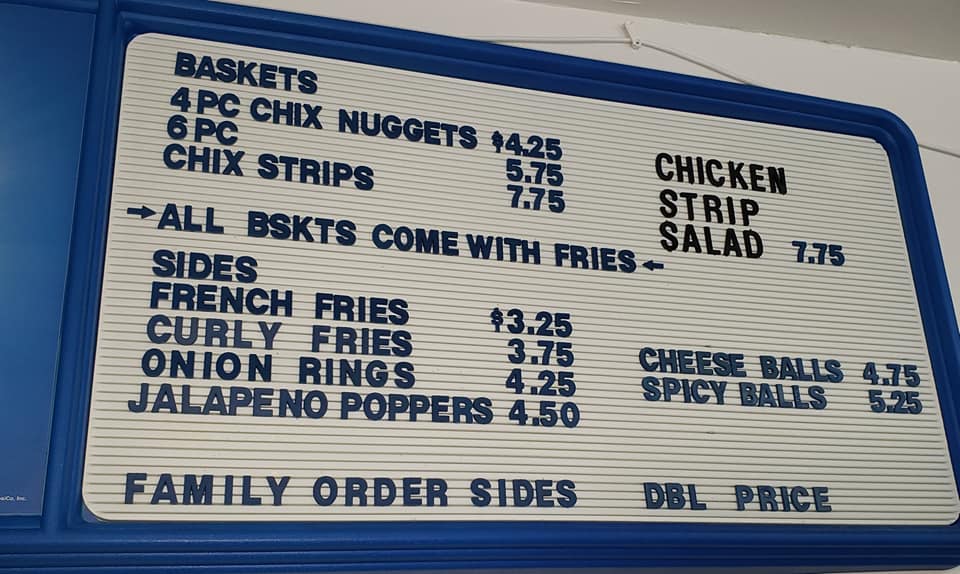 BASKETS
4 PC CHIX NUGGETS $4.25
6 PC 5.75
CHIX STRIPS 7.75
→ALL BSKTS COME WITH FRIES←
CHICKEN
STRIP
SALAD 7.75
SIDES
FRENCH FRIES $3.25
CURLY FRIES 3.75
ONION RINGS 4.25
JALAPENO POPPERS 4.50
CHEESE BALLS 4.75
SPICY BALLS 5.25
FAMILY ORDER SIDES DBL PRICE